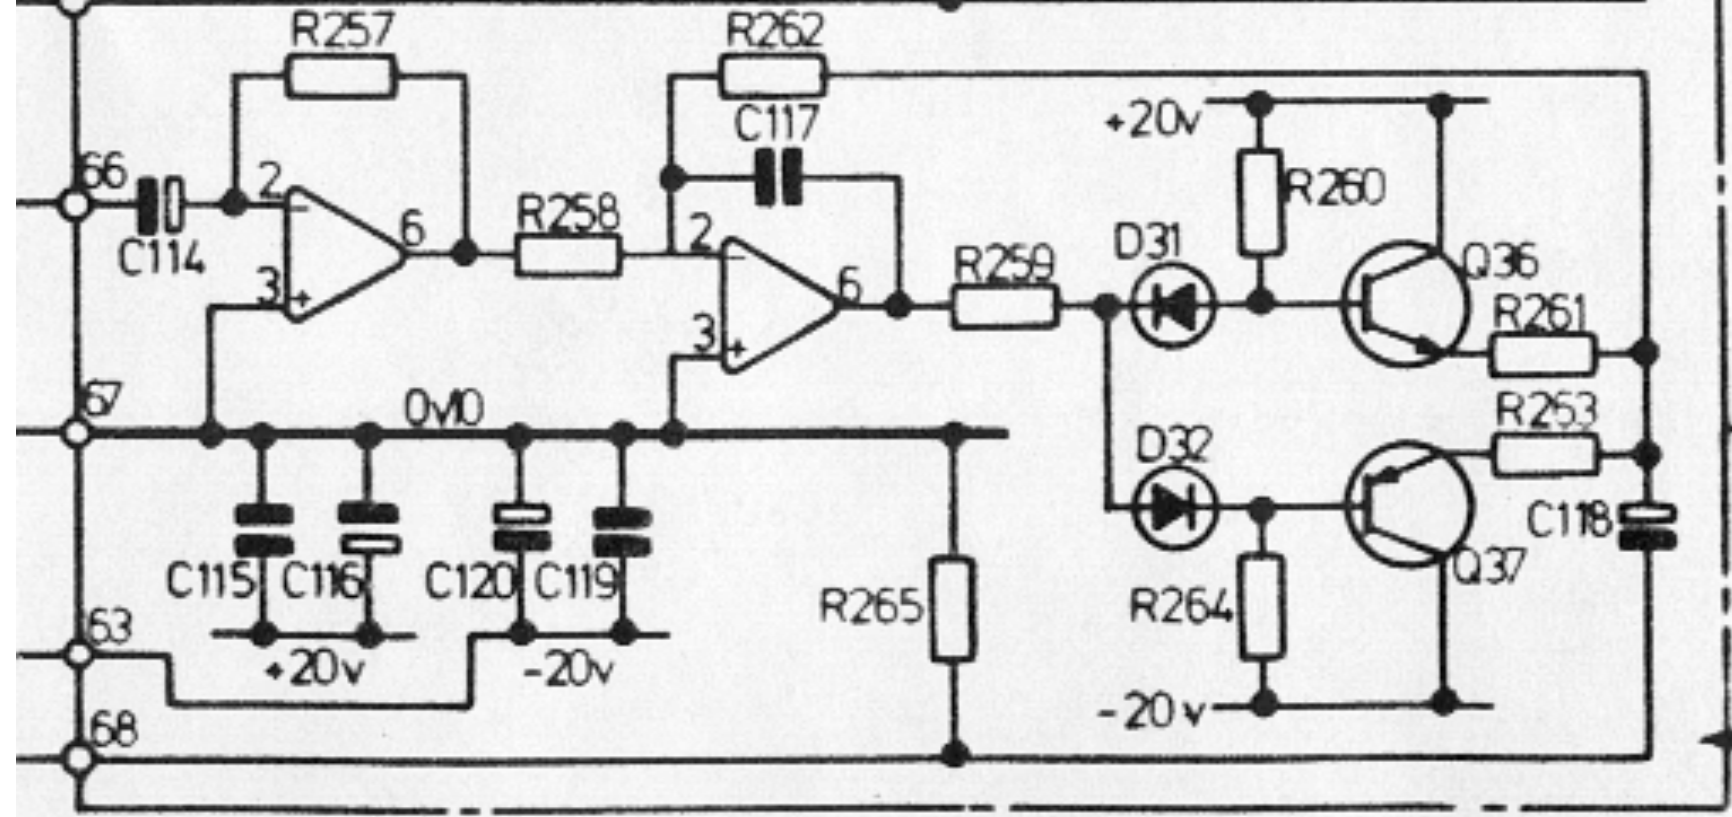 R257
R262
C117
+20v
66
2
R260
C114
6
R258
2
D31
Q36
3
6
R259
R261
3
67
0v10
R253
D32
C118
C115
C116
C120
C119
R265
R264
Q37
63
+20v
-20v
-20v
68